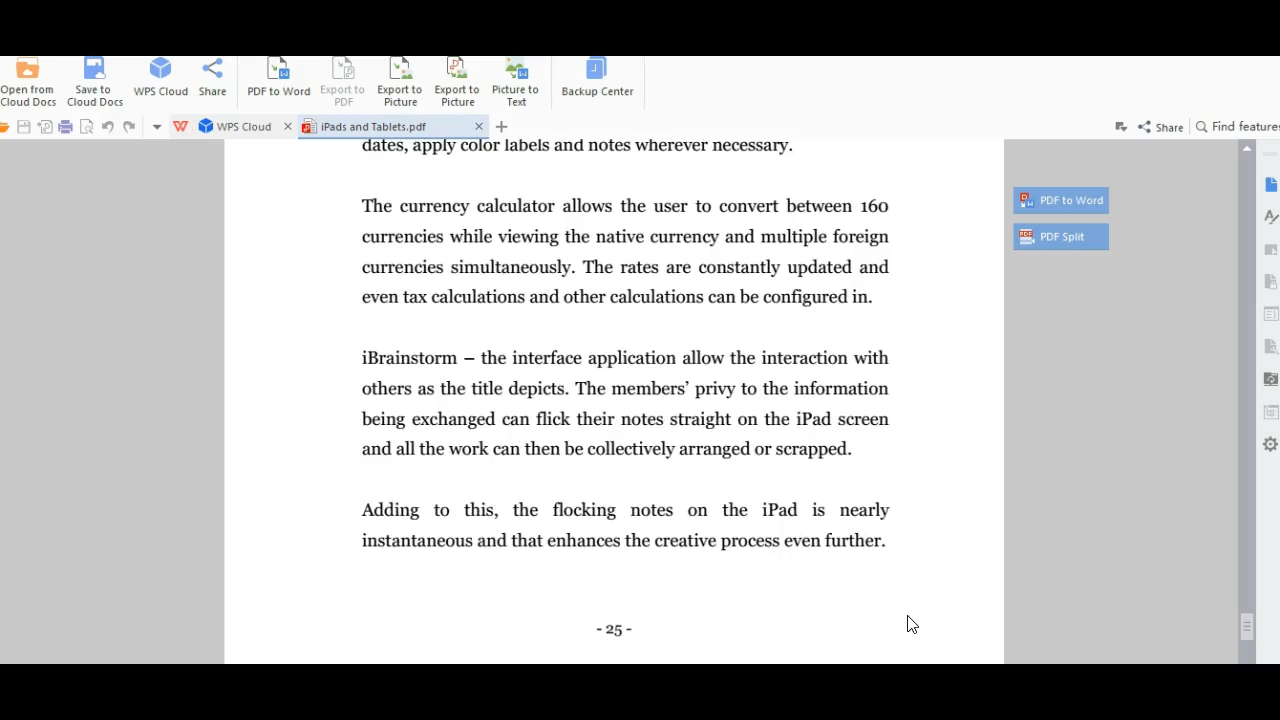 Open from
Cloud Docs
Save to
Cloud Docs
WPS Cloud
Share
PDF to Word
Export to
PDF
Export to
Picture
Export to
Picture
Picture to
Text
Backup Center
WPS Cloud
iPads and Tablets.pdf
Share
Find feature
dates, apply color labels and notes wherever necessary.
PDF to Word
PDF Split
The currency calculator allows the user to convert between 160
currencies while viewing the native currency and multiple foreign
currencies simultaneously. The rates are constantly updated and
even tax calculations and other calculations can be configured in.
iBrainstorm – the interface application allow the interaction with
others as the title depicts. The members’ privy to the information
being exchanged can flick their notes straight on the iPad screen
and all the work can then be collectively arranged or scrapped.
Adding to this, the flocking notes on the iPad is nearly
instantaneous and that enhances the creative process even further.
- 25 -